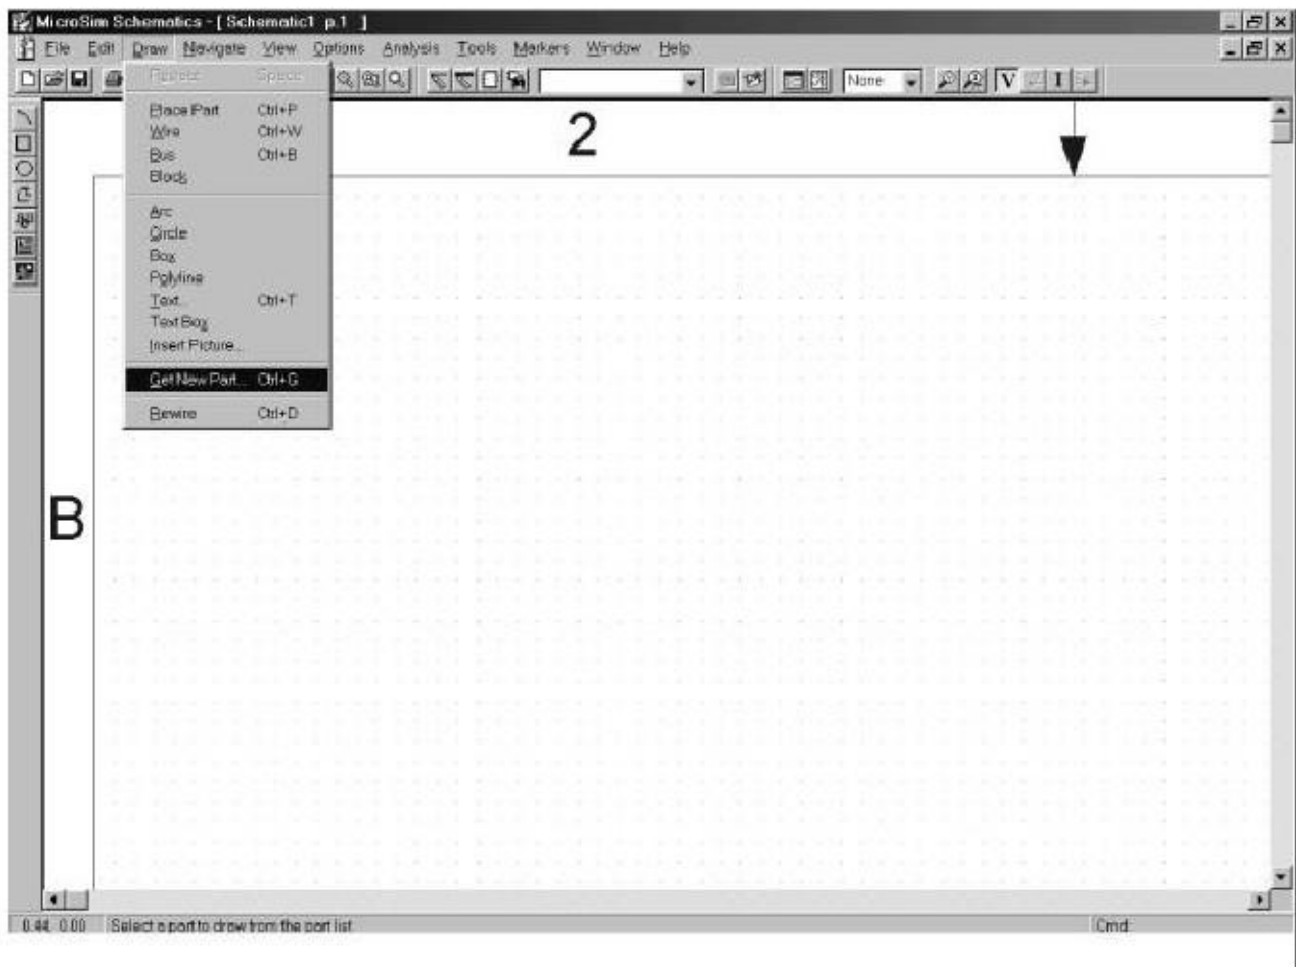 MicroSim Schematics - [ Schematic1 p.1 ]
File Edit Draw Navigate View Options Analysis Tools Markers Window Help
Repeat Space
None V I
Place Part Ctrl+P
Wire Ctrl+W
Bus Ctrl+B
Block
Arc
Circle
Box
Polyline
Text... Ctrl+T
Text Box
Insert Picture...
Get New Part... Ctrl+G
Rewire Ctrl+D
2
B
0.44, 0.00 Select a part to draw from the part list Cmd: